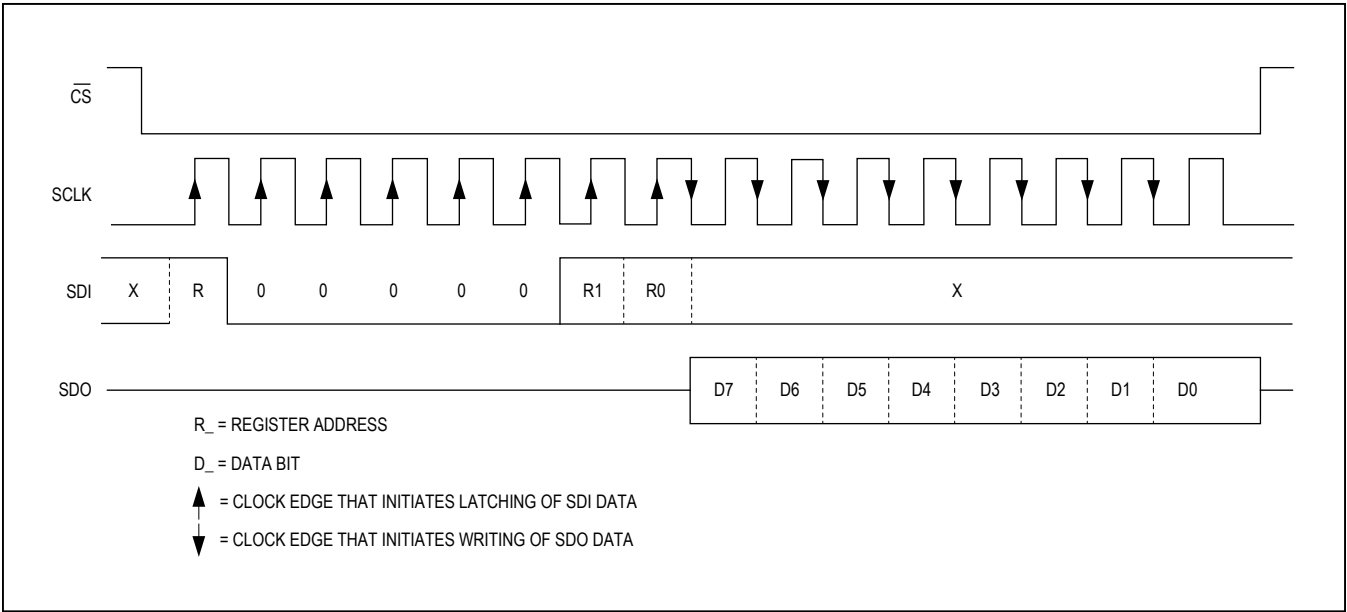 C̅S̅
SCLK
SDI X R 0 0 0 0 0 R1 R0 X
SDO D7 D6 D5 D4 D3 D2 D1 D0
R_ = REGISTER ADDRESS
D_ = DATA BIT
= CLOCK EDGE THAT INITIATES LATCHING OF SDI DATA
= CLOCK EDGE THAT INITIATES WRITING OF SDO DATA